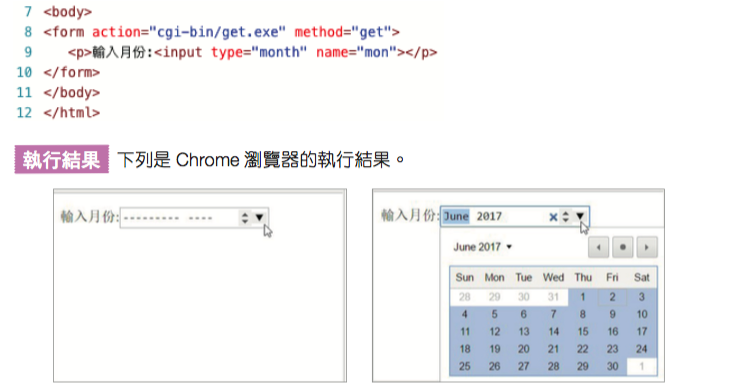 7 <body>
8 <form action="cgi-bin/get.exe" method="get">
9 <p>輸入月份:<input type="month" name="mon"></p>
10 </form>
11 </body>
12 </html>
執行結果 下列是 Chrome 瀏覽器的執行結果。
輸入月份: --------- ----
輸入月份: June 2017
June 2017
Sun Mon Tue Wed Thu Fri Sat
28 29 30 31 1 2 3
4 5 6 7 8 9 10
11 12 13 14 15 16 17
18 19 20 21 22 23 24
25 26 27 28 29 30 1